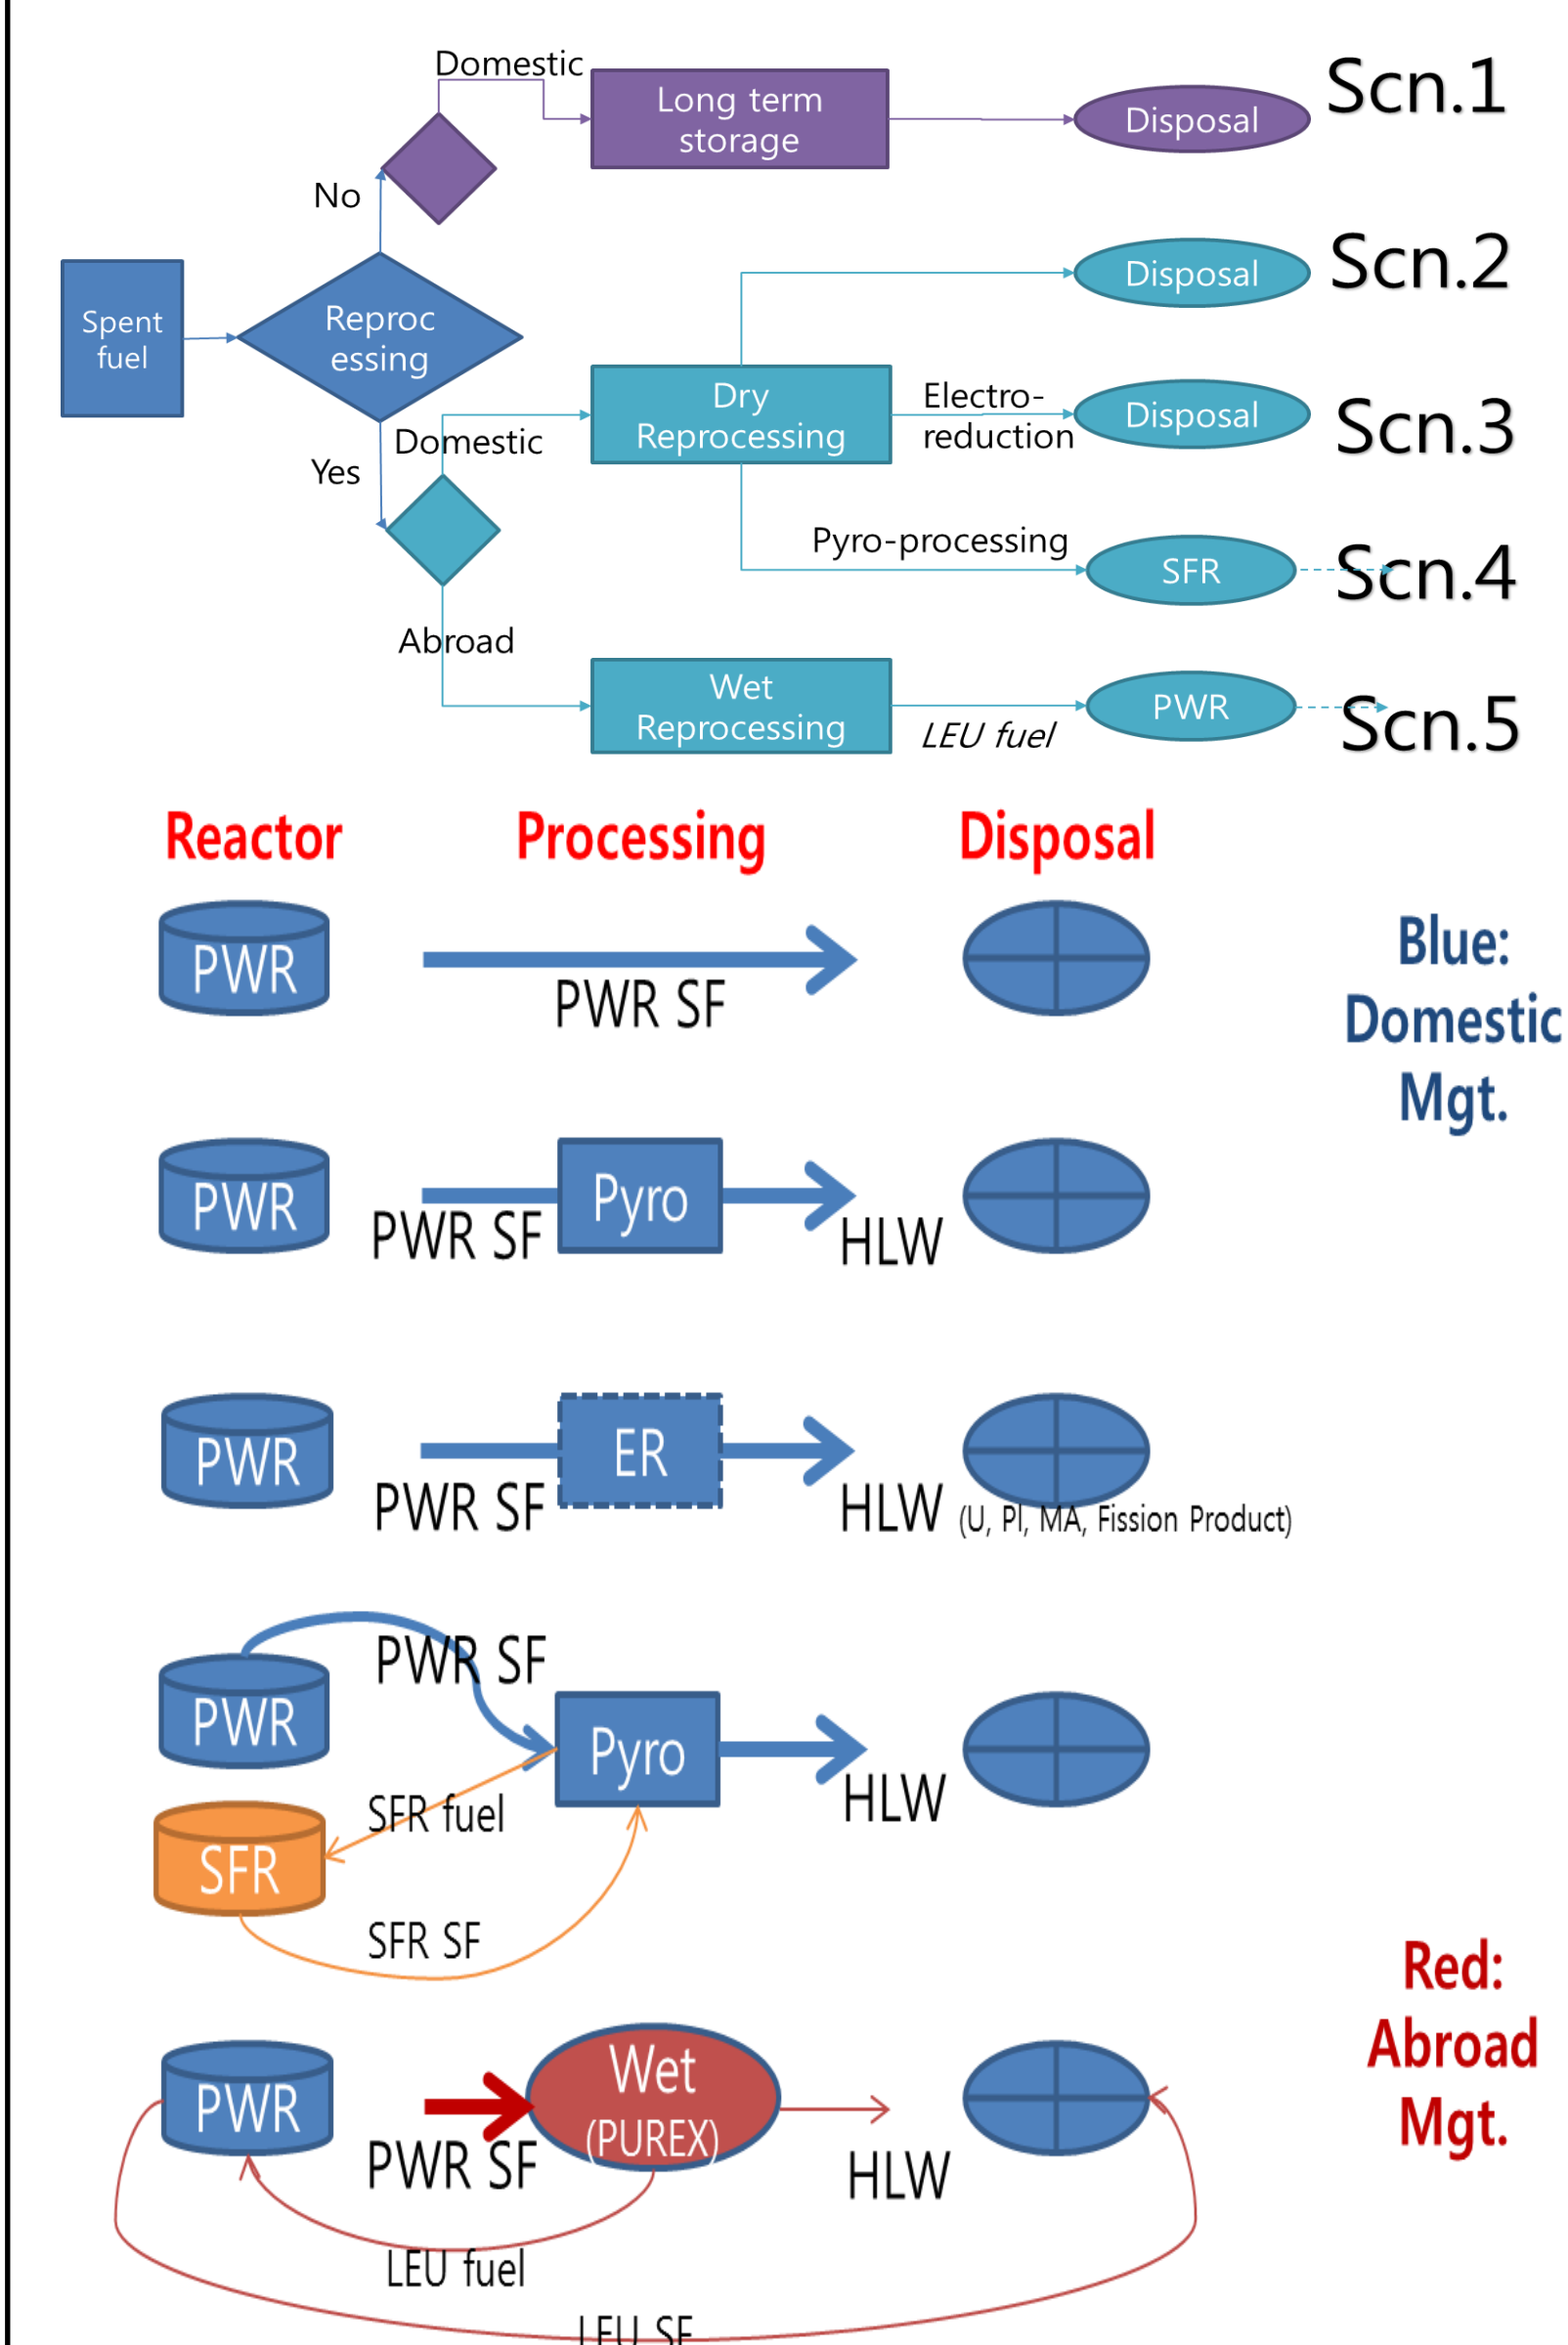 Domestic
Long term
storage
Disposal
Scn.1
No
Disposal
Scn.2
Spent
fuel
Reproc
essing
Dry
Reprocessing
Electro-
reduction
Disposal
Scn.3
Domestic
Yes
Pyro-processing
SFR
Scn.4
Abroad
Wet
Reprocessing
LEU fuel
PWR
Scn.5
Reactor
Processing
Disposal
PWR
PWR SF
Blue:
Domestic
Mgt.
PWR
PWR SF
Pyro
HLW
PWR
PWR SF
ER
HLW (U, Pl, MA, Fission Product)
PWR SF
PWR
Pyro
HLW
SFR fuel
SFR
SFR SF
Red:
Abroad
Mgt.
PWR
PWR SF
Wet
(PUREX)
HLW
LEU fuel
LEU SF